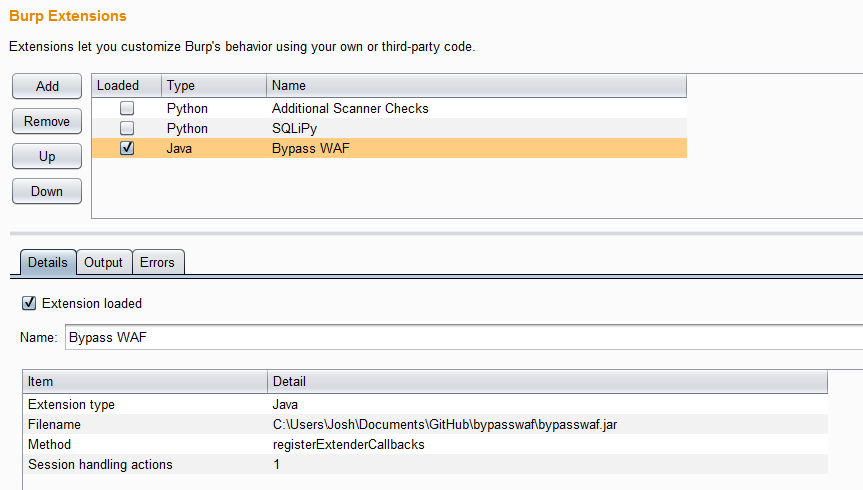 Burp Extensions
Extensions let you customize Burp's behavior using your own or third-party code.
Add
Remove
Up
Down
Loaded Type Name
Python Additional Scanner Checks
Python SQLiPy
Java Bypass WAF
Details Output Errors
Extension loaded
Name: Bypass WAF
Item Detail
Extension type Java
Filename C:\Users\Josh\Documents\GitHub\bypasswaf\bypasswaf.jar
Method registerExtenderCallbacks
Session handling actions 1